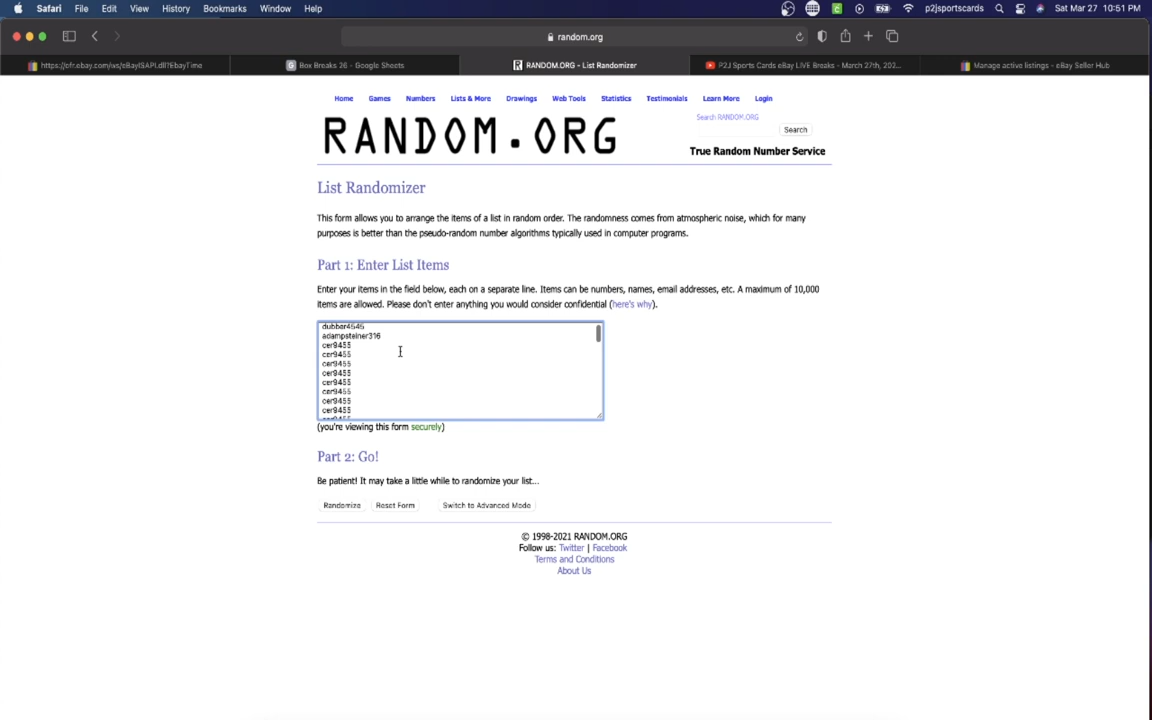 Safari File Edit View History Bookmarks Window Help p2jsportscards Sat Mar 27 10:51 PM
random.org
https://ofr.ebay.com/ws/eBayISAPI.dll?EbayTime Box Breaks 26 - Google Sheets RANDOM.ORG - List Randomizer P2J Sports Cards eBay LIVE Breaks - March 27th, 202... Manage active listings - eBay Seller Hub
Home Games Numbers Lists & More Drawings Web Tools Statistics Testimonials Learn More Login
Search RANDOM.ORG
RANDOM.ORG
Search
True Random Number Service
List Randomizer
This form allows you to arrange the items of a list in random order. The randomness comes from atmospheric noise, which for many
purposes is better than the pseudo-random number algorithms typically used in computer programs.
Part 1: Enter List Items
Enter your items in the field below, each on a separate line. Items can be numbers, names, email addresses, etc. A maximum of 10,000
items are allowed. Please don't enter anything you would consider confidential (here's why).
dubber4545
adampsteiner316
cer9455
cer9455
cer9455
cer9455
cer9455
cer9455
cer9455
cer9455
(you're viewing this form securely)
Part 2: Go!
Be patient! It may take a little while to randomize your list...
Randomize Reset Form Switch to Advanced Mode
© 1998-2021 RANDOM.ORG
Follow us: Twitter | Facebook
Terms and Conditions
About Us